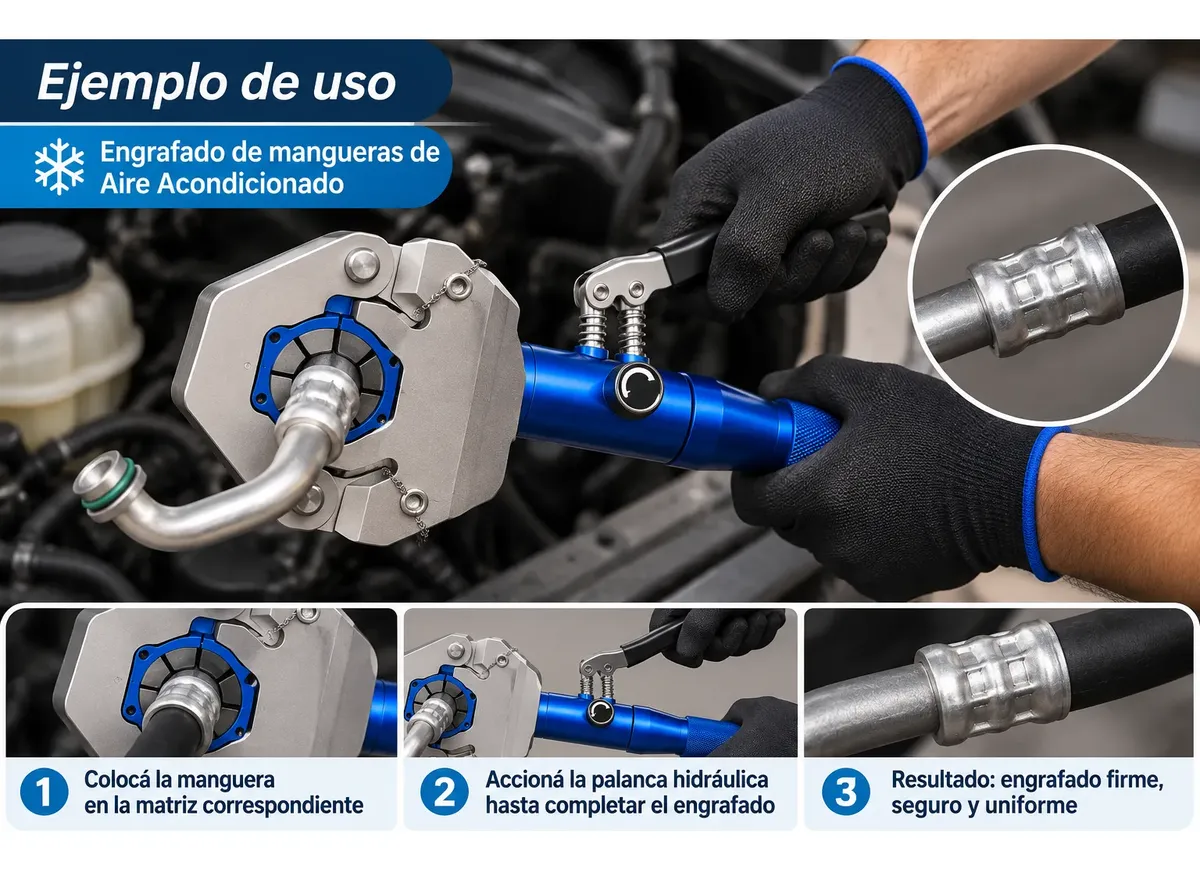 Ejemplo de uso
Engrafado de mangueras de
Aire Acondicionado
1
Colocá la manguera
en la matriz correspondiente
2
Accioná la palanca hidráulica
hasta completar el engrafado
3
Resultado: engrafado firme,
seguro y uniforme